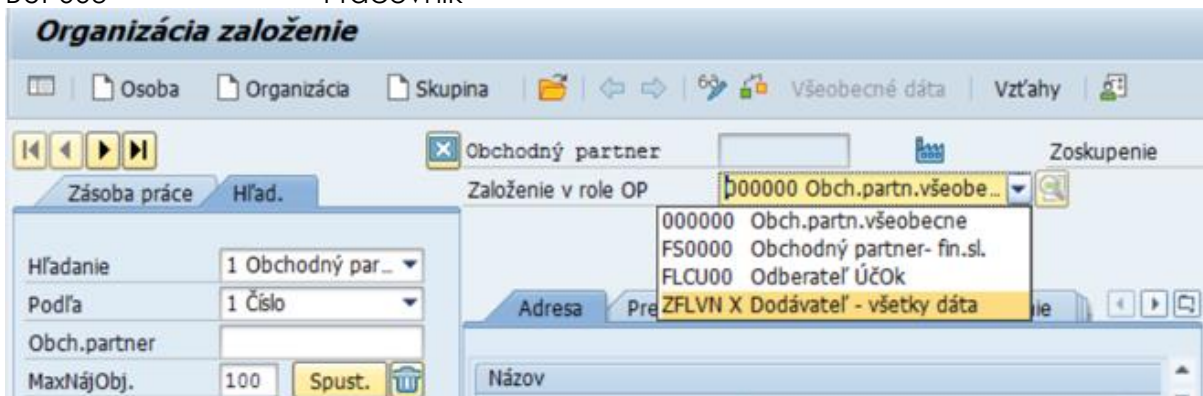 Organizácia založenie
Osoba Organizácia Skupina Všeobecné dáta Vzťahy
Obchodný partner Zoskupenie
Zásoba práce Hľad.
Založenie v role OP 000000 Obch.partn.všeobe...
000000 Obch.partn.všeobecne
FS0000 Obchodný partner- fin.sl.
FLCU00 Odberateľ ÚčOk
ZFLVN X Dodávateľ - všetky dáta
Hľadanie 1 Obchodný par...
Podľa 1 Číslo
Adresa
Obch.partner
MaxNájObj. 100 Spust.
Názov